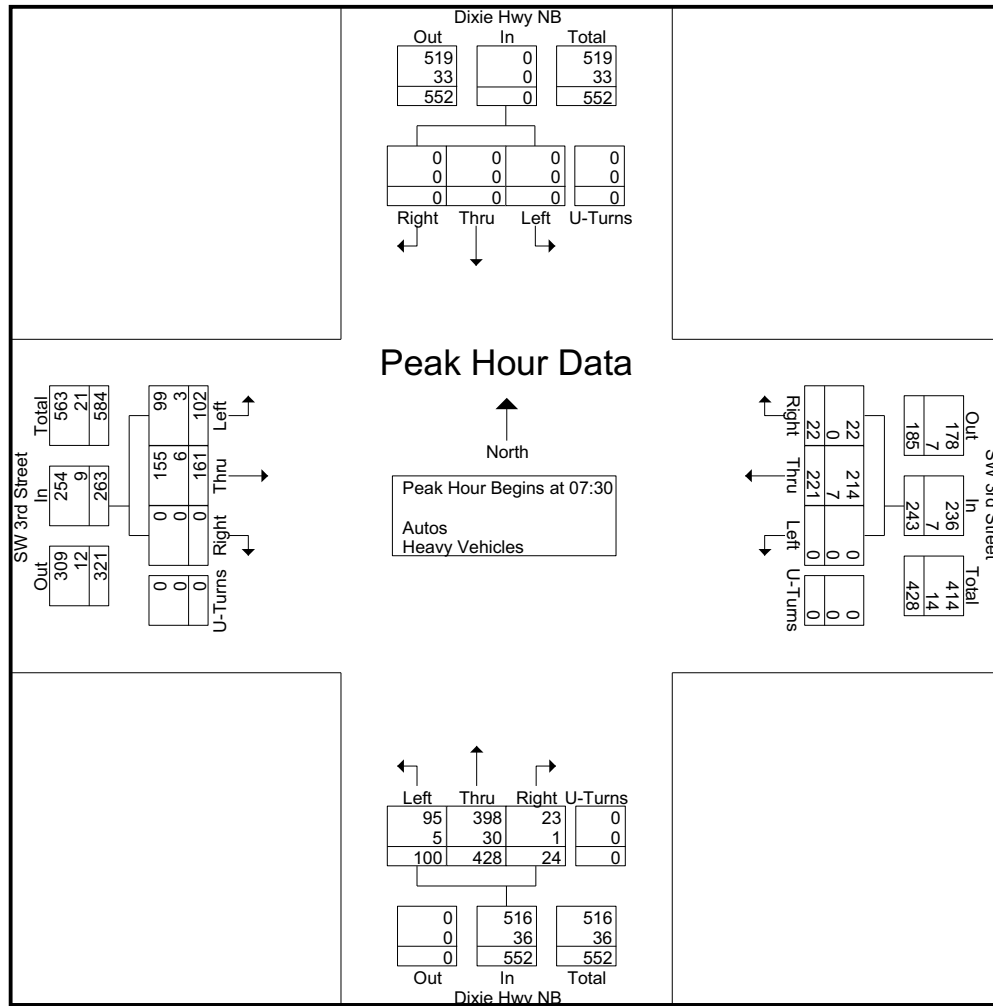 Dixie Hwy NB
Out In Total
519 0 519
33 0 33
552 0 552
0 0 0 0
0 0 0 0
0 0 0 0
Right Thru Left U-Turns
Peak Hour Data
North
Peak Hour Begins at 07:30
Autos
Heavy Vehicles
SW 3rd Street
Total In Out
563 254 309
21 9 12
584 263 321
99 155 0 0
3 6 0 0
102 161 0 0
Left Thru Right U-Turns
SW 3rd Street
Out In Total
178 236 414
7 7 14
185 243 428
22 214 0 0
0 7 0 0
22 221 0 0
Right Thru Left U-Turns
Left Thru Right U-Turns
95 398 23 0
5 30 1 0
100 428 24 0
0 516 516
0 36 36
0 552 552
Out In Total
Dixie Hwy NB